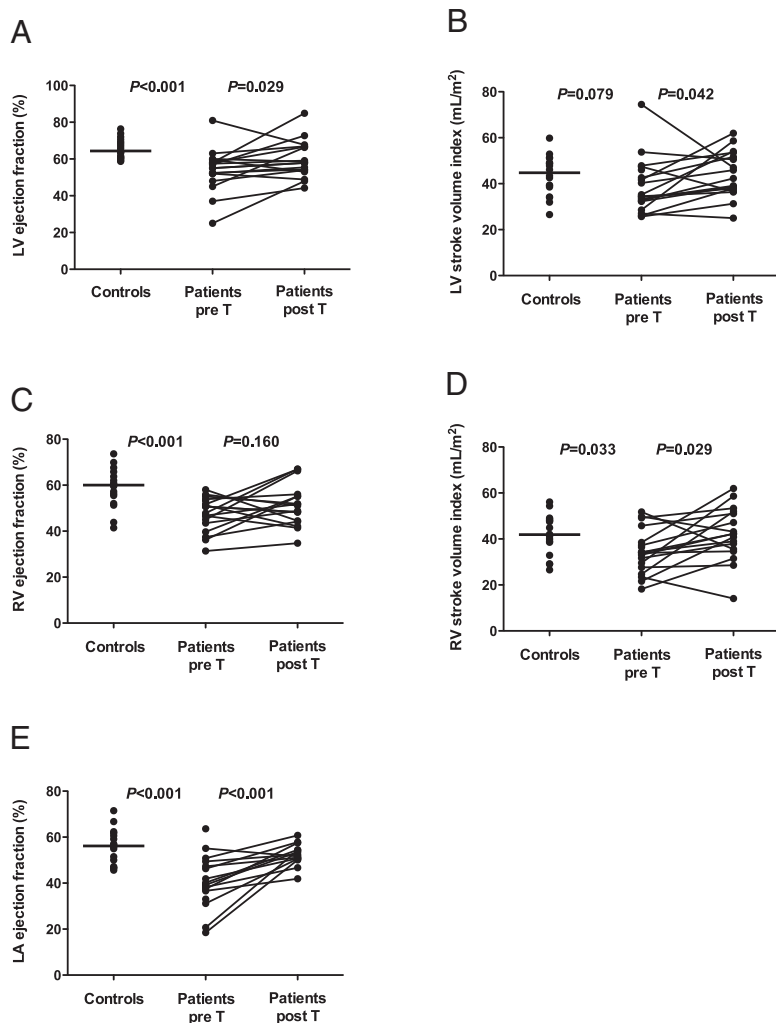 A
P<0.001 P=0.029
LV ejection fraction (%)
100
80
60
40
20
0
Controls Patients Patients
pre T post T
B
P=0.079 P=0.042
LV stroke volume index (mL/m²)
80
60
40
20
0
Controls Patients Patients
pre T post T
C
P<0.001 P=0.160
RV ejection fraction (%)
80
60
40
20
0
Controls Patients Patients
pre T post T
D
P=0.033 P=0.029
RV stroke volume index (mL/m²)
80
60
40
20
0
Controls Patients Patients
pre T post T
E
P<0.001 P<0.001
LA ejection fraction (%)
80
60
40
20
0
Controls Patients Patients
pre T post T